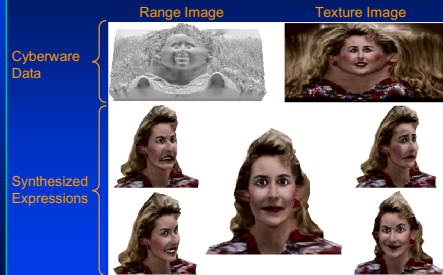 Range Image
Texture Image
Cyberware
Data
Synthesized
Expressions